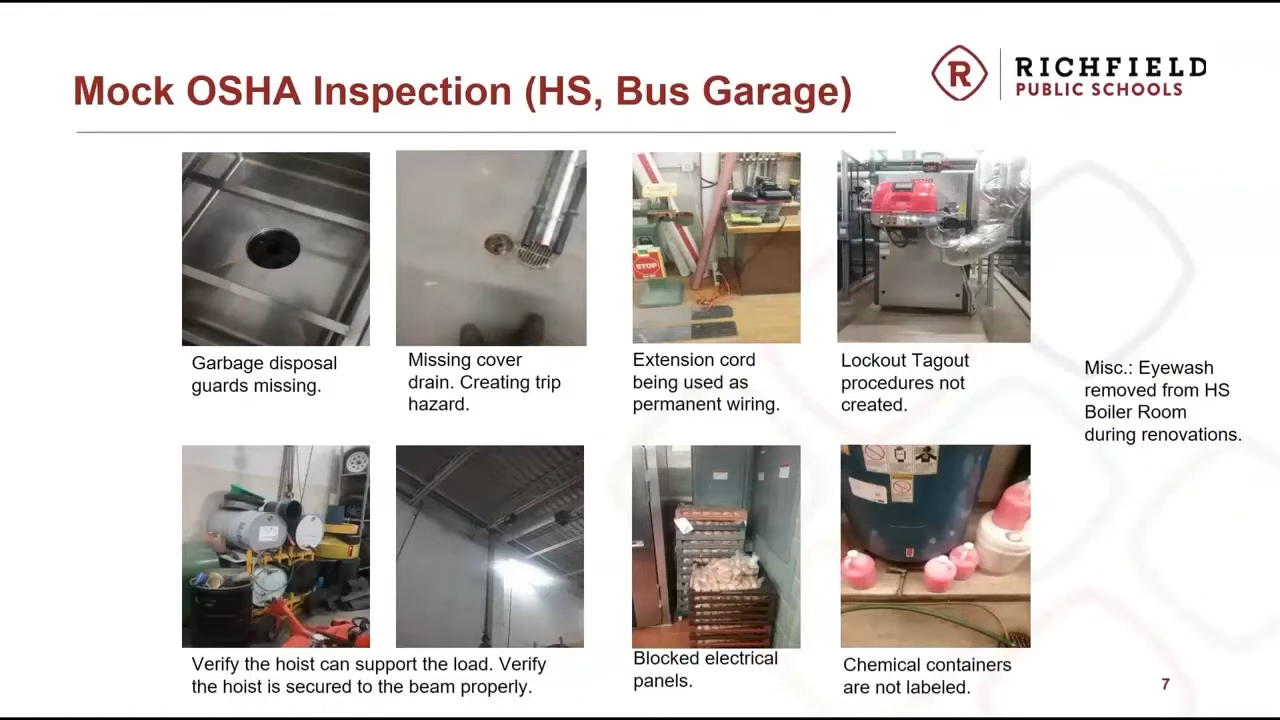 Mock OSHA Inspection (HS, Bus Garage)
R
RICHFIELD
PUBLIC SCHOOLS
STOP
Garbage disposal
guards missing.
Missing cover
drain. Creating trip
hazard.
Extension cord
being used as
permanent wiring.
Lockout Tagout
procedures not
created.
Misc.: Eyewash
removed from HS
Boiler Room
during renovations.
Verify the hoist can support the load. Verify
the hoist is secured to the beam properly.
Blocked electrical
panels.
Chemical containers
are not labeled.
7